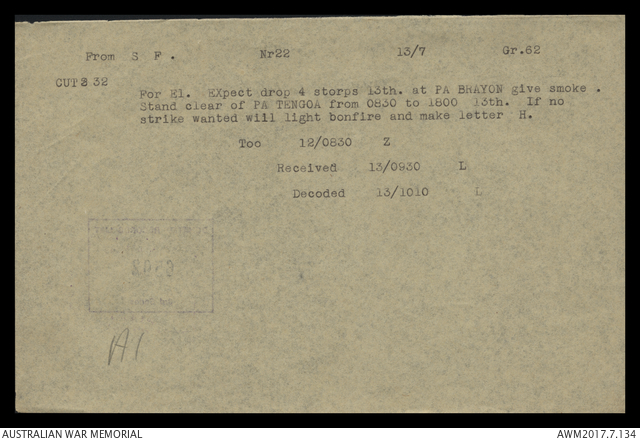 From S F . Nr22 13/7 Gr.62
CUT2 32
For E1. EXpect drop 4 storps 13th. at PA BRAYON give smoke .
Stand clear of PA TENGOA from 0830 to 1800 13th. If no
strike wanted will light bonfire and make letter H.
Too 12/0830 Z
Received 13/0930 L
Decoded 13/1010 L
A1
AUSTRALIAN WAR MEMORIAL AWM2017.7.134